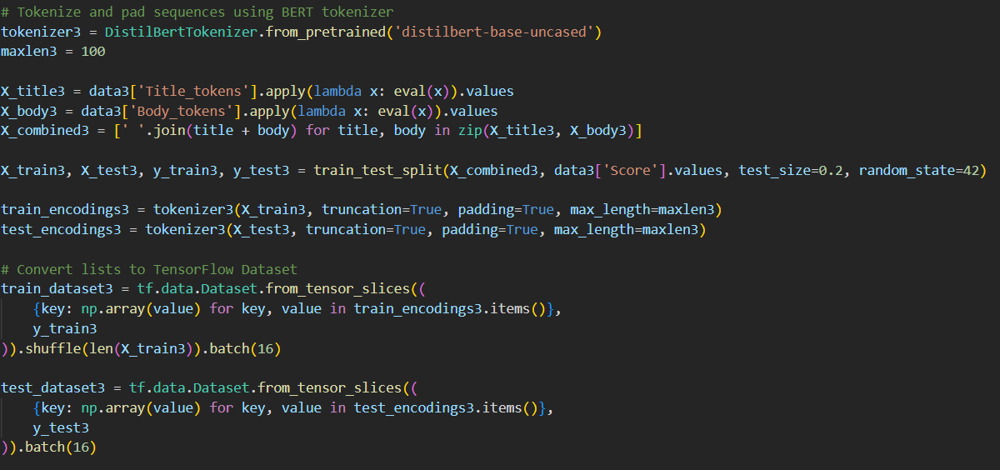 # Tokenize and pad sequences using BERT tokenizer
tokenizer3 = DistilBertTokenizer.from_pretrained('distilbert-base-uncased')
maxlen3 = 100

X_title3 = data3['Title_tokens'].apply(lambda x: eval(x)).values
X_body3 = data3['Body_tokens'].apply(lambda x: eval(x)).values
X_combined3 = [' '.join(title + body) for title, body in zip(X_title3, X_body3)]

X_train3, X_test3, y_train3, y_test3 = train_test_split(X_combined3, data3['Score'].values, test_size=0.2, random_state=42)

train_encodings3 = tokenizer3(X_train3, truncation=True, padding=True, max_length=maxlen3)
test_encodings3 = tokenizer3(X_test3, truncation=True, padding=True, max_length=maxlen3)

# Convert lists to TensorFlow Dataset
train_dataset3 = tf.data.Dataset.from_tensor_slices((
    {key: np.array(value) for key, value in train_encodings3.items()},
    y_train3
)).shuffle(len(X_train3)).batch(16)

test_dataset3 = tf.data.Dataset.from_tensor_slices((
    {key: np.array(value) for key, value in test_encodings3.items()},
    y_test3
)).batch(16)